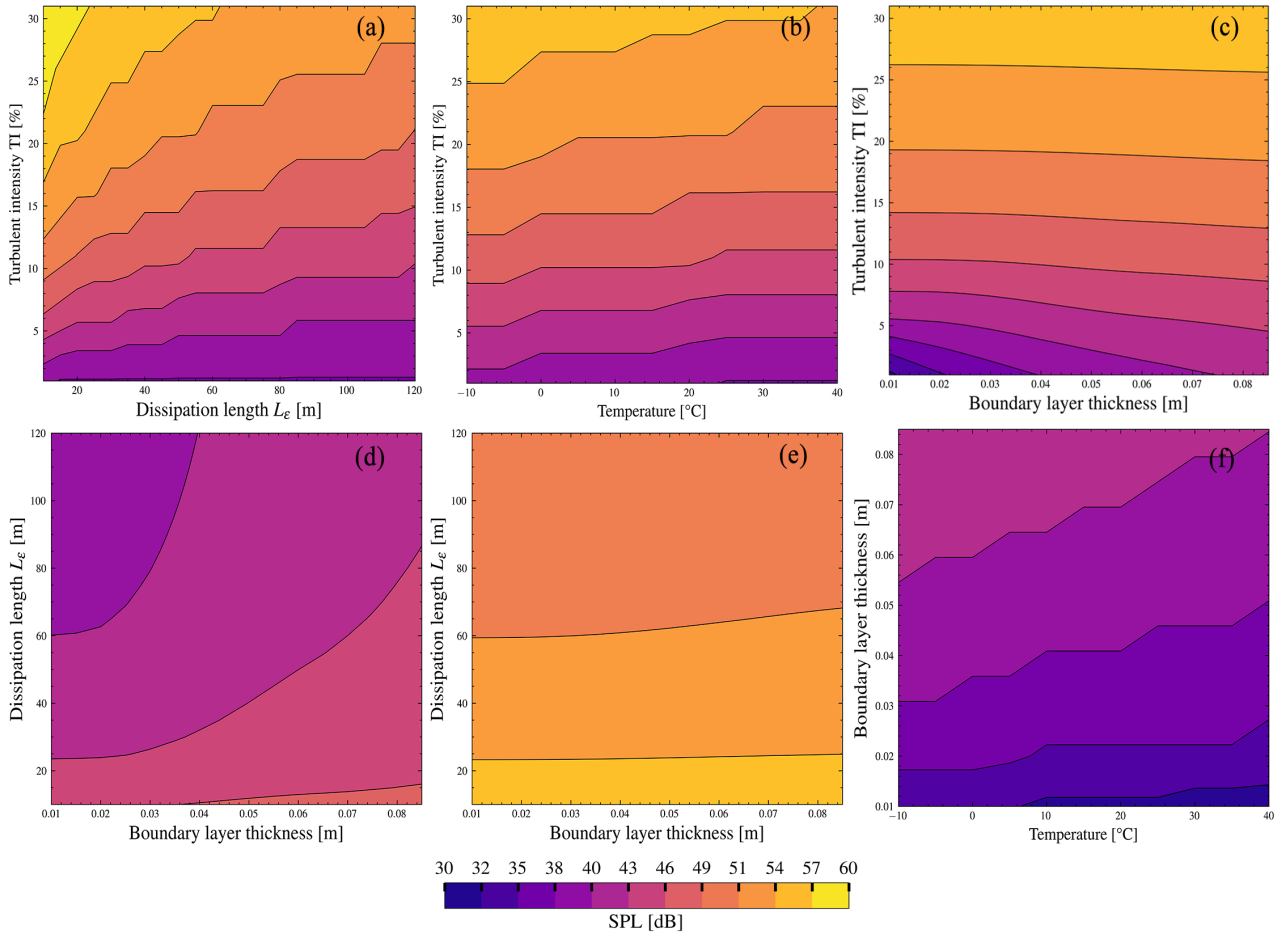 (a)
Turbulent intensity TI [%]
30
25
20
15
10
5
20 40 60 80 100 120
Dissipation length Lε [m]
(b)
Turbulent intensity TI [%]
30
25
20
15
10
5
−10 0 10 20 30 40
Temperature [°C]
(c)
Turbulent intensity TI [%]
30
25
20
15
10
5
0.01 0.02 0.03 0.04 0.05 0.06 0.07 0.08
Boundary layer thickness [m]
(d)
Dissipation length Lε [m]
120
100
80
60
40
20
0.01 0.02 0.03 0.04 0.05 0.06 0.07 0.08
Boundary layer thickness [m]
(e)
Dissipation length Lε [m]
120
100
80
60
40
20
0.01 0.02 0.03 0.04 0.05 0.06 0.07 0.08
Boundary layer thickness [m]
(f)
Boundary layer thickness [m]
0.08
0.07
0.06
0.05
0.04
0.03
0.02
0.01
−10 0 10 20 30 40
Temperature [°C]
30 32 35 38 40 43 46 49 51 54 57 60
SPL [dB]